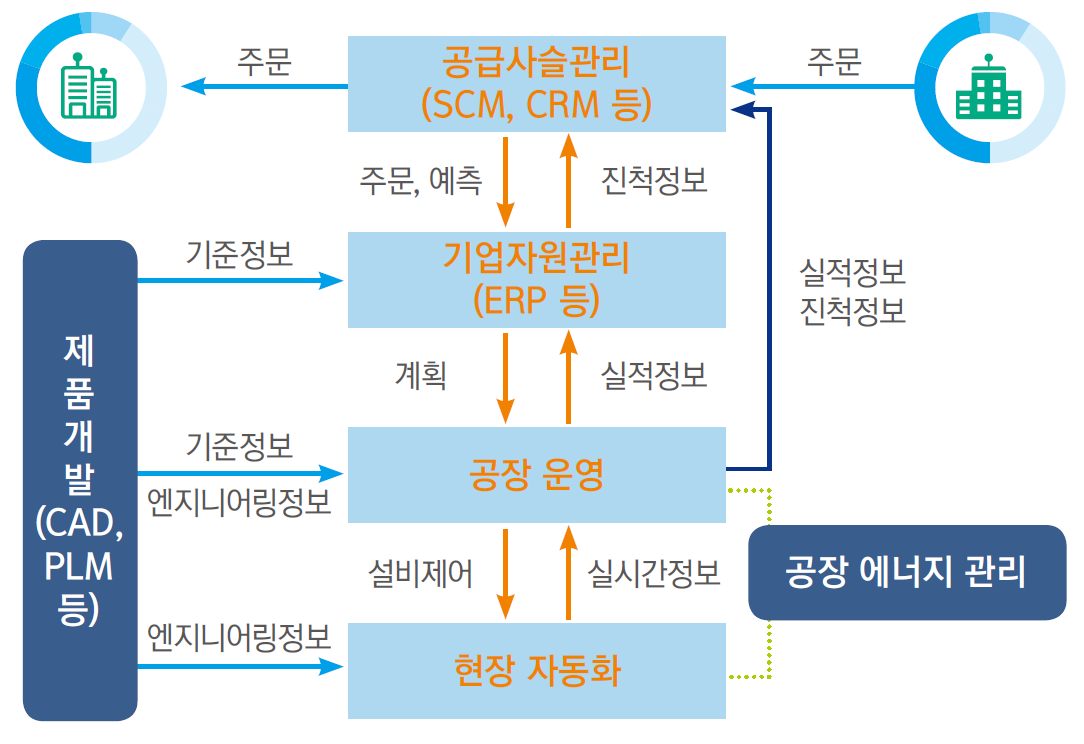 주문
공급사슬관리
(SCM, CRM 등)
주문
주문, 예측
진척정보
기준정보
기업자원관리
(ERP 등)
실적정보
진척정보
제
품
개
발
(CAD,
PLM
등)
계획
실적정보
기준정보
엔지니어링정보
공장 운영
설비제어
실시간정보
공장 에너지 관리
엔지니어링정보
현장 자동화